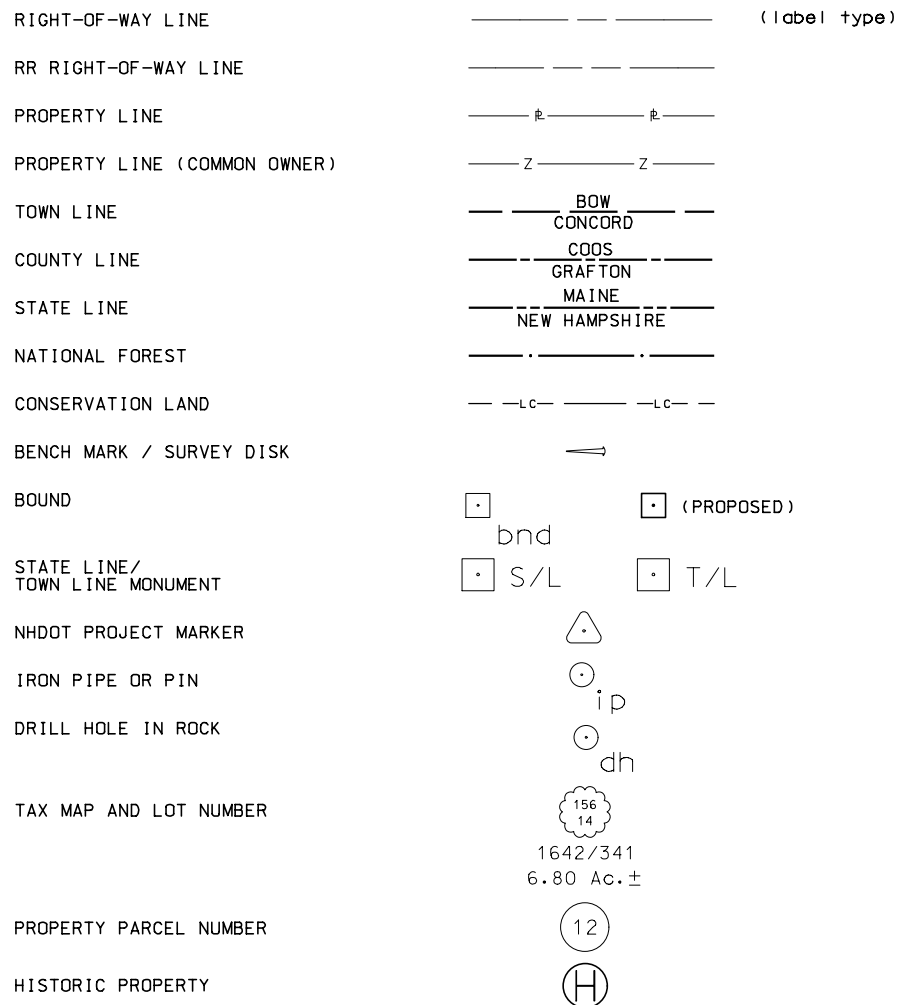 RIGHT-OF-WAY LINE (label type)
RR RIGHT-OF-WAY LINE
PROPERTY LINE ⅊ ⅊
PROPERTY LINE (COMMON OWNER) Z Z
TOWN LINE BOW
CONCORD
COUNTY LINE COOS
GRAFTON
STATE LINE MAINE
NEW HAMPSHIRE
NATIONAL FOREST
CONSERVATION LAND LC LC
BENCH MARK / SURVEY DISK
BOUND (PROPOSED)
bnd
STATE LINE/
TOWN LINE MONUMENT S/L T/L
NHDOT PROJECT MARKER
IRON PIPE OR PIN
ip
DRILL HOLE IN ROCK
dh
TAX MAP AND LOT NUMBER 156
14
1642/341
6.80 Ac.±
PROPERTY PARCEL NUMBER 12
HISTORIC PROPERTY H